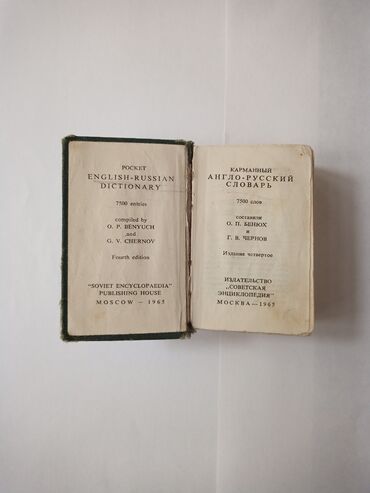 POCKET
ENGLISH-RUSSIAN
DICTIONARY
7500 entries
compiled by
O. P. BENYUCH
and
G. V. CHERNOV
Fourth edition
"SOVIET ENCYCLOPAEDIA"
PUBLISHING HOUSE
MOSCOW — 1965
КАРМАННЫЙ
АНГЛО-РУССКИЙ
СЛОВАРЬ
7500 слов
составили
О. П. БЕНЮХ
и
Г. В. ЧЕРНОВ
Издание четвертое
ИЗДАТЕЛЬСТВО
„СОВЕТСКАЯ
ЭНЦИКЛОПЕДИЯ"
МОСКВА — 1965